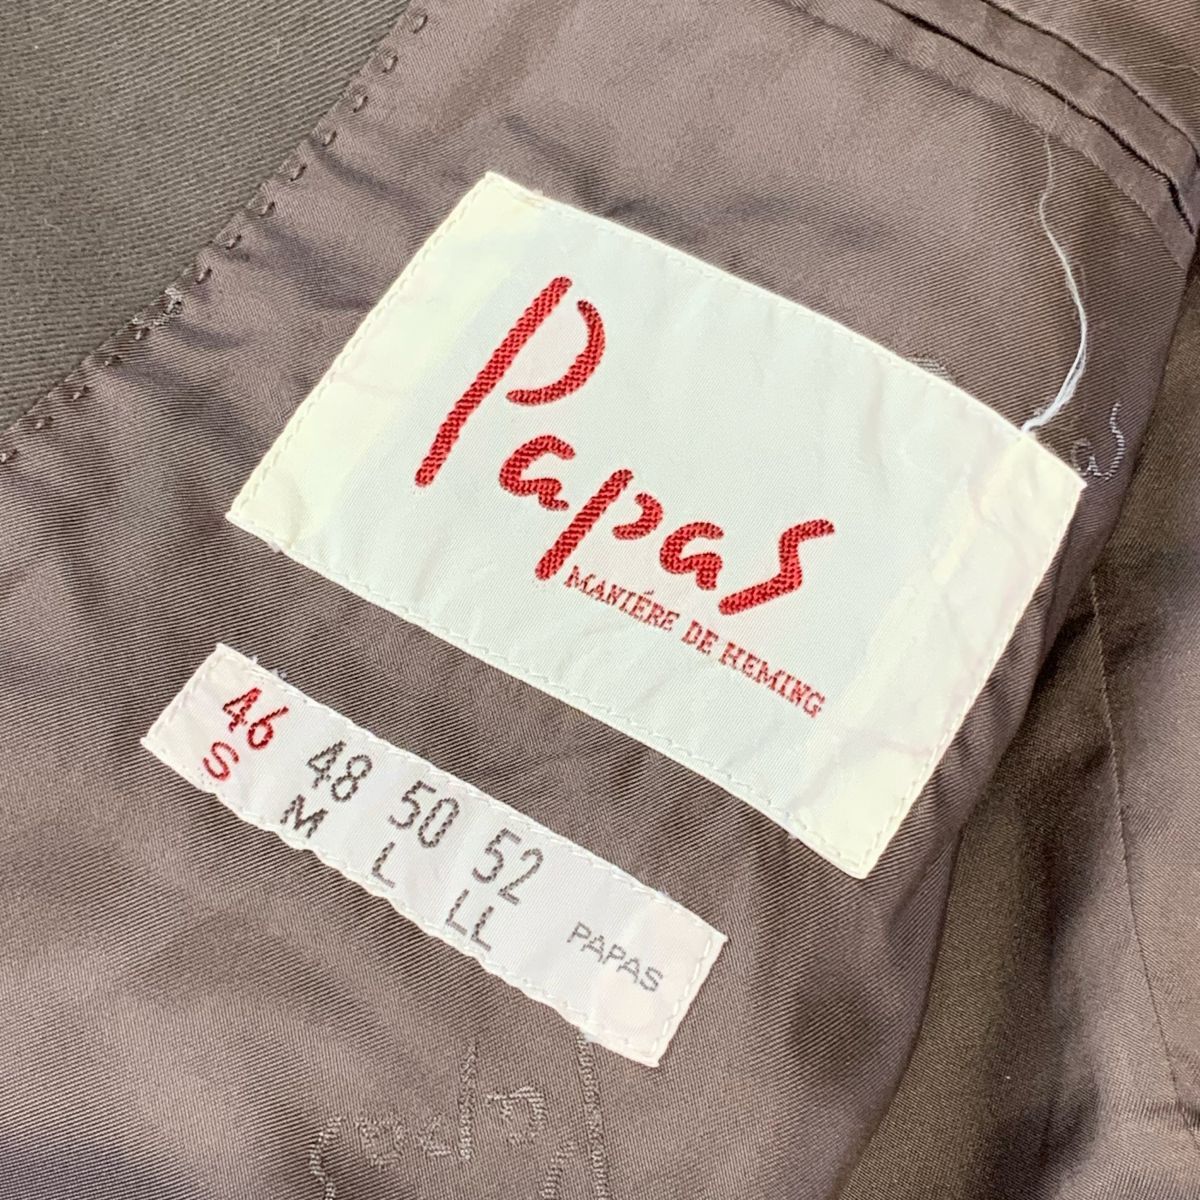 Papas
MANIÉRE DE HEMING
46 48 50 52
S M L LL PAPAS